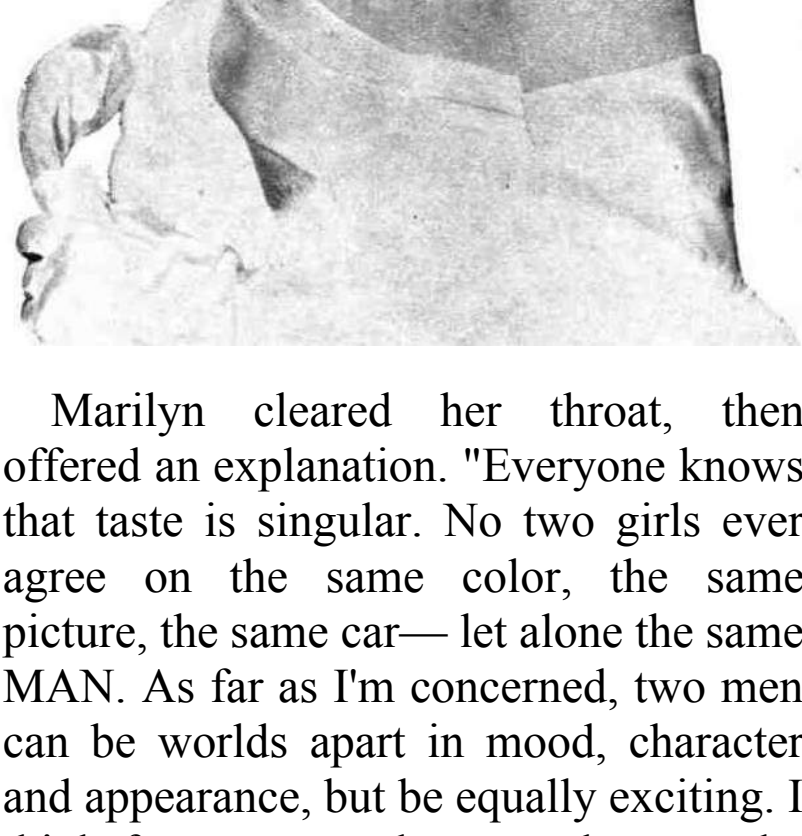 Marilyn cleared her throat, then
offered an explanation. "Everyone knows
that taste is singular. No two girls ever
agree on the same color, the same
picture, the same car— let alone the same
MAN. As far as I'm concerned, two men
can be worlds apart in mood, character
and appearance, but be equally exciting. I